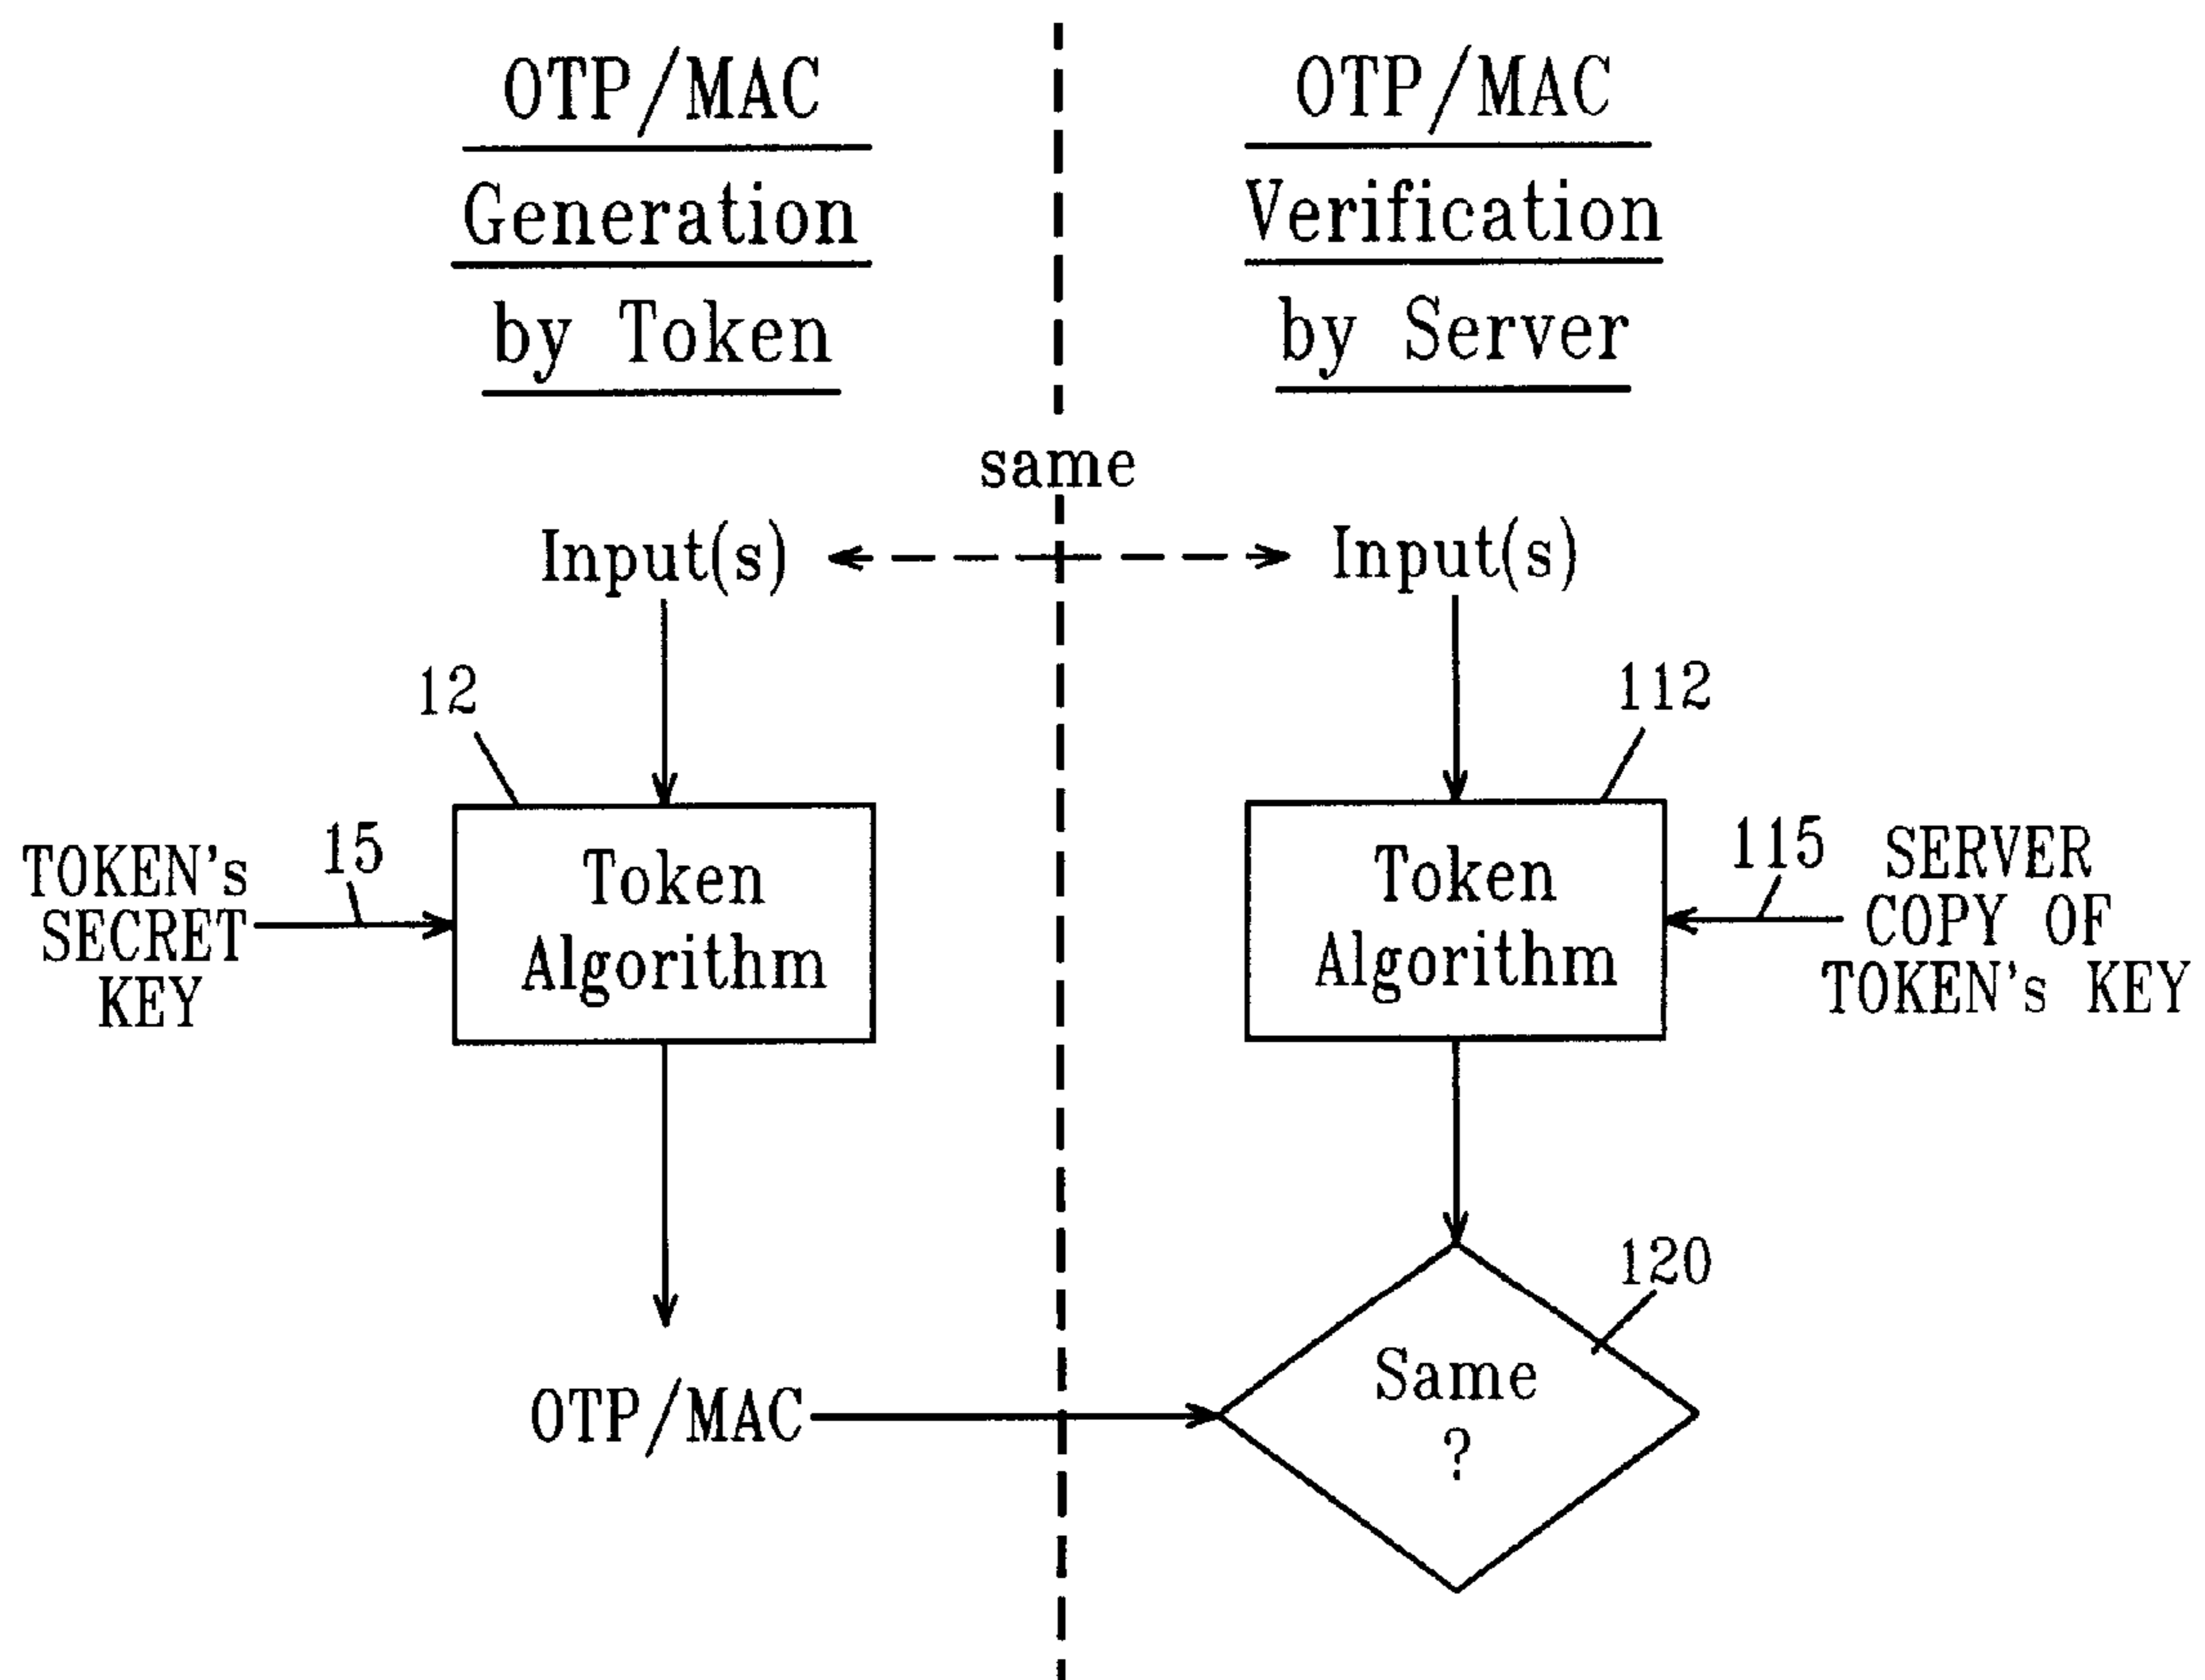 OTP/MAC
Generation
by Token
OTP/MAC
Verification
by Server
same
Input(s)
Input(s)
12
112
TOKEN's
SECRET
KEY
15
Token
Algorithm
Token
Algorithm
115
SERVER
COPY OF
TOKEN's KEY
120
OTP/MAC
Same
?